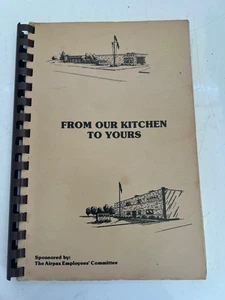 FROM OUR KITCHEN
TO YOURS
Sponsored by:
The Airpax Employees' Committee